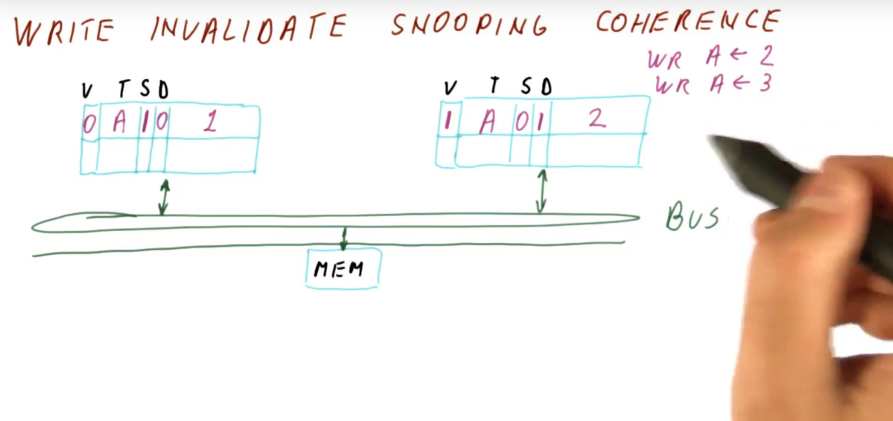 WRITE INVALIDATE SNOOPING COHERENCE
WR A ← 2
WR A ← 3
V T S D
0 A 1 0 1
V T S D
1 A 0 1 2
BUS
MEM